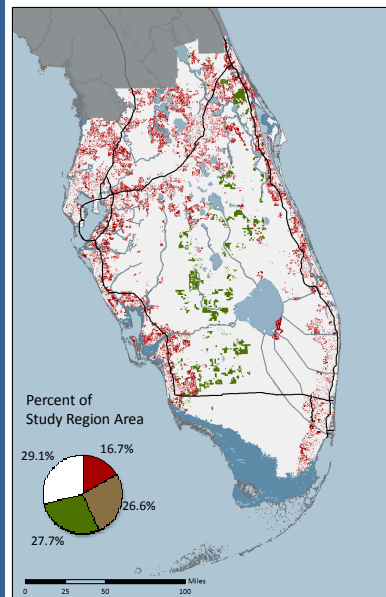 Percent of
Study Region Area
29.1%
16.7%
26.6%
27.7%
Miles
0 25 50 100